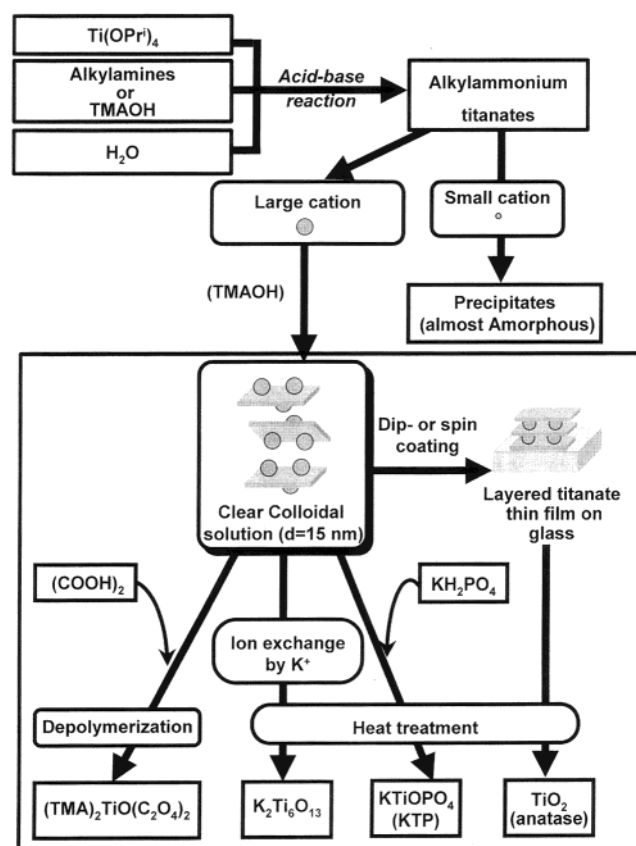 Ti(OPrⁱ)₄
Alkylamines
or
TMAOH
H₂O
Acid-base
reaction
Alkylammonium
titanates
Large cation
Small cation
(TMAOH)
Precipitates
(almost Amorphous)
Clear Colloidal
solution (d=15 nm)
Dip- or spin
coating
Layered titanate
thin film on
glass
(COOH)₂
Ion exchange
by K⁺
KH₂PO₄
Depolymerization
Heat treatment
(TMA)₂TiO(C₂O₄)₂
K₂Ti₆O₁₃
KTiOPO₄
(KTP)
TiO₂
(anatase)